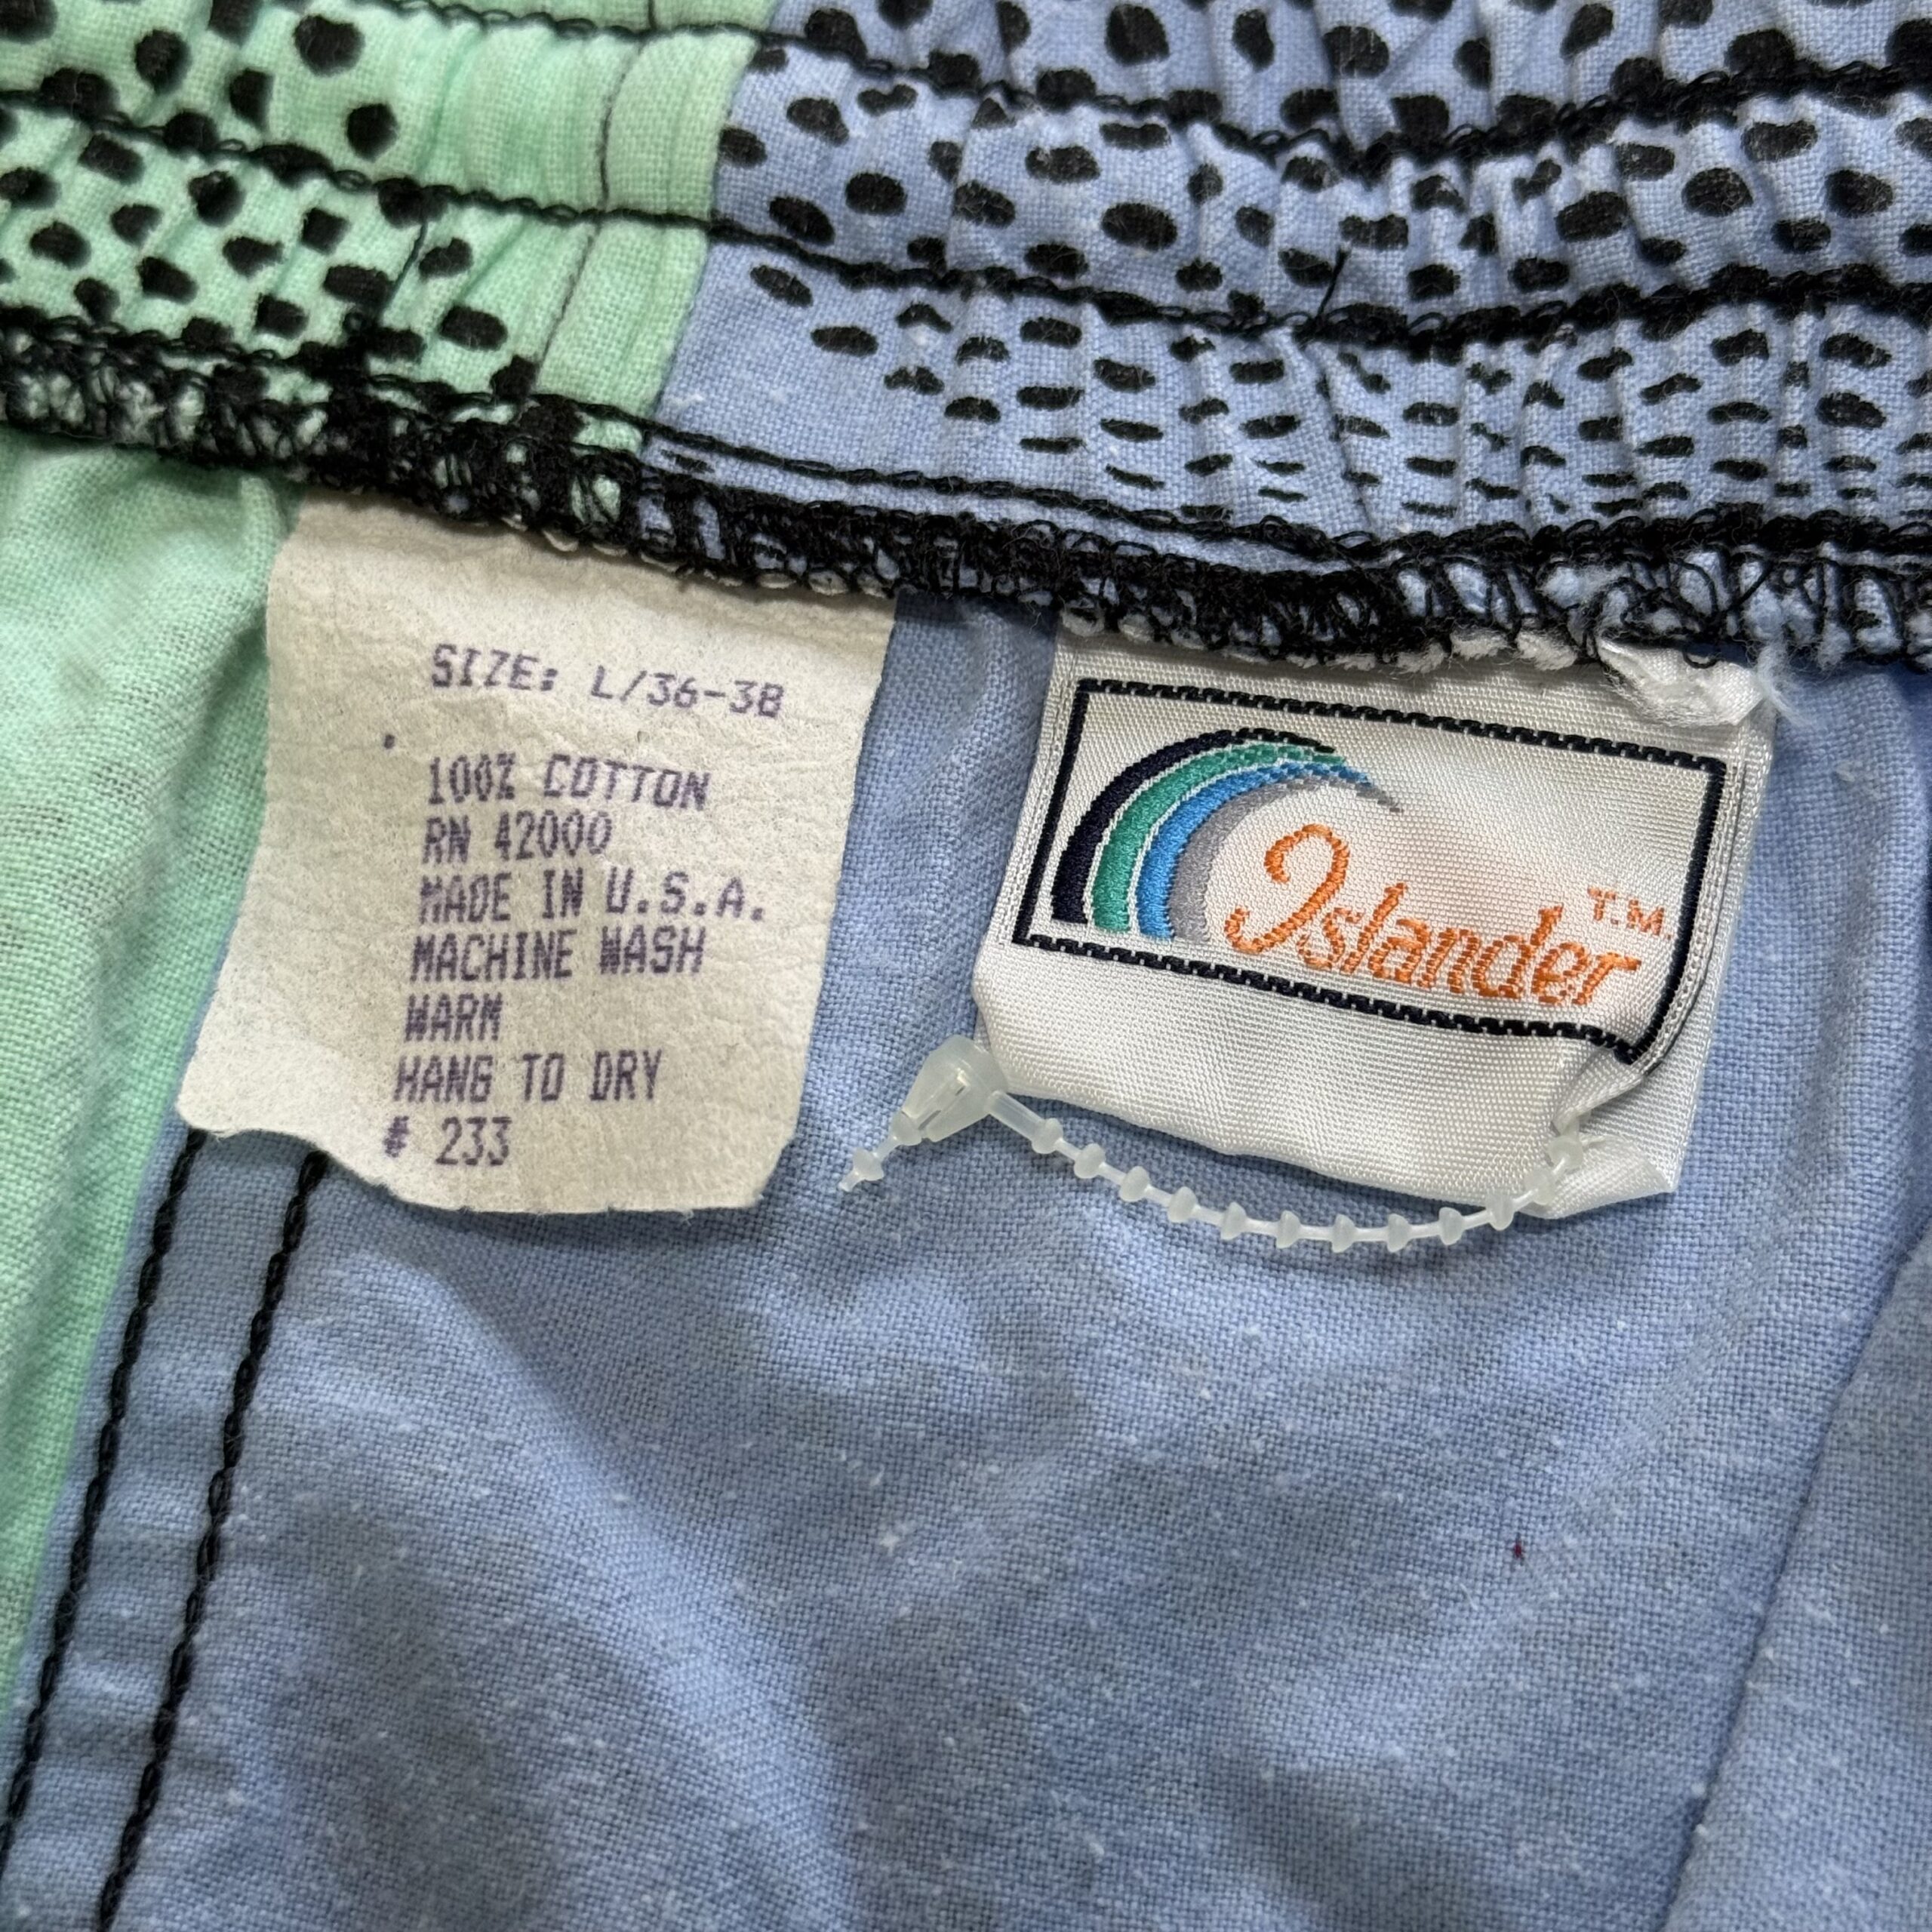 SIZE: L/36-38
100% COTTON
RN 42000
MADE IN U.S.A.
MACHINE WASH
WARM
HANG TO DRY
# 233
Islander T.M